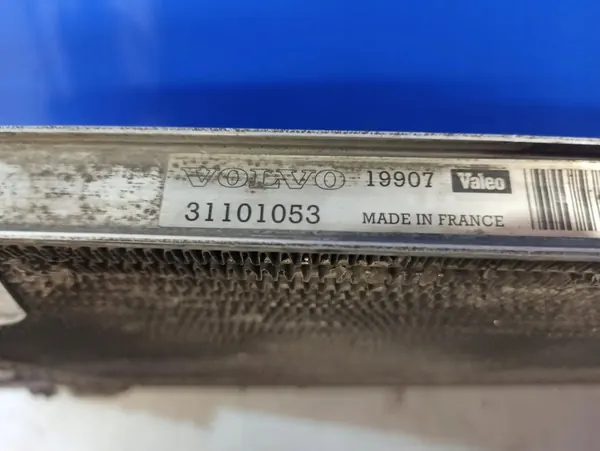 VOLVO 19907 Valeo
31101053 MADE IN FRANCE